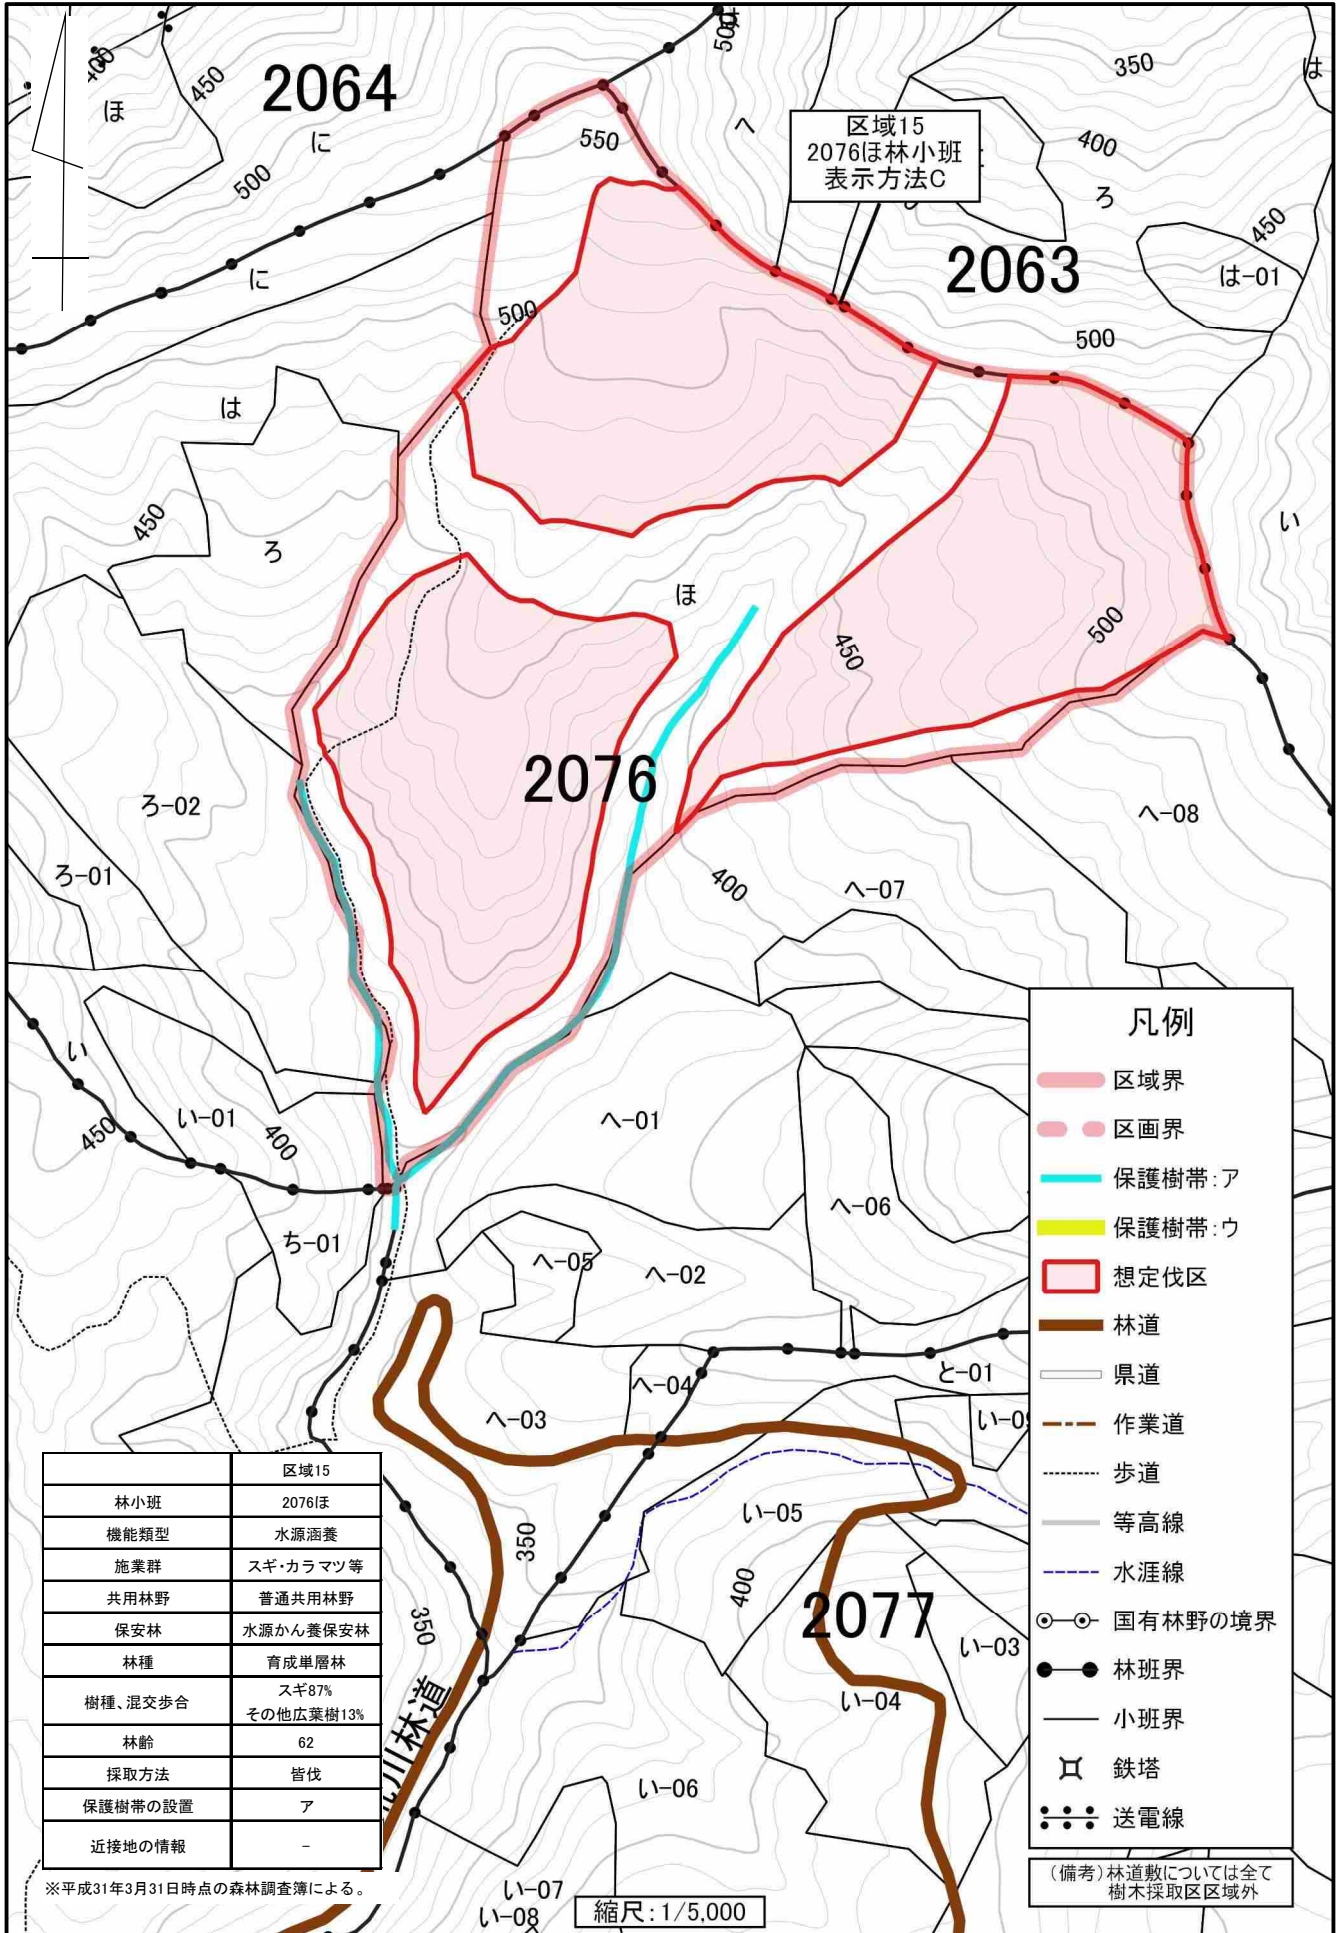 500
400
450
ほ
2064
に
500
550
へ
350
は
400
ろ
450
区域15
2076ほ林小班
表示方法C
2063
は-01
に
500
500
は
450
ろ
い
ほ
450
500
2076
ろ-02
ろ-01
へ-08
400
へ-07
い
い-01
450
400
へ-01
へ-06
ち-01
へ-05
へ-02
へ-04
と-01
へ-03
350
い-05
400
2077
い-03
い-04
350
川林道
い-06
い-07
い-08
凡例
区域界
区画界
保護樹帯:ア
保護樹帯:ウ
想定伐区
林道
県道
作業道
歩道
等高線
水涯線
国有林野の境界
林班界
小班界
鉄塔
送電線
(備考)林道敷については全て
樹木採取区区域外
区域15
林小班 2076ほ
機能類型 水源涵養
施業群 スギ・カラマツ等
共用林野 普通共用林野
保安林 水源かん養保安林
林種 育成単層林
樹種、混交歩合 スギ87%
その他広葉樹13%
林齢 62
採取方法 皆伐
保護樹帯の設置 ア
近接地の情報 -
※平成31年3月31日時点の森林調査簿による。
縮尺:1/5,000